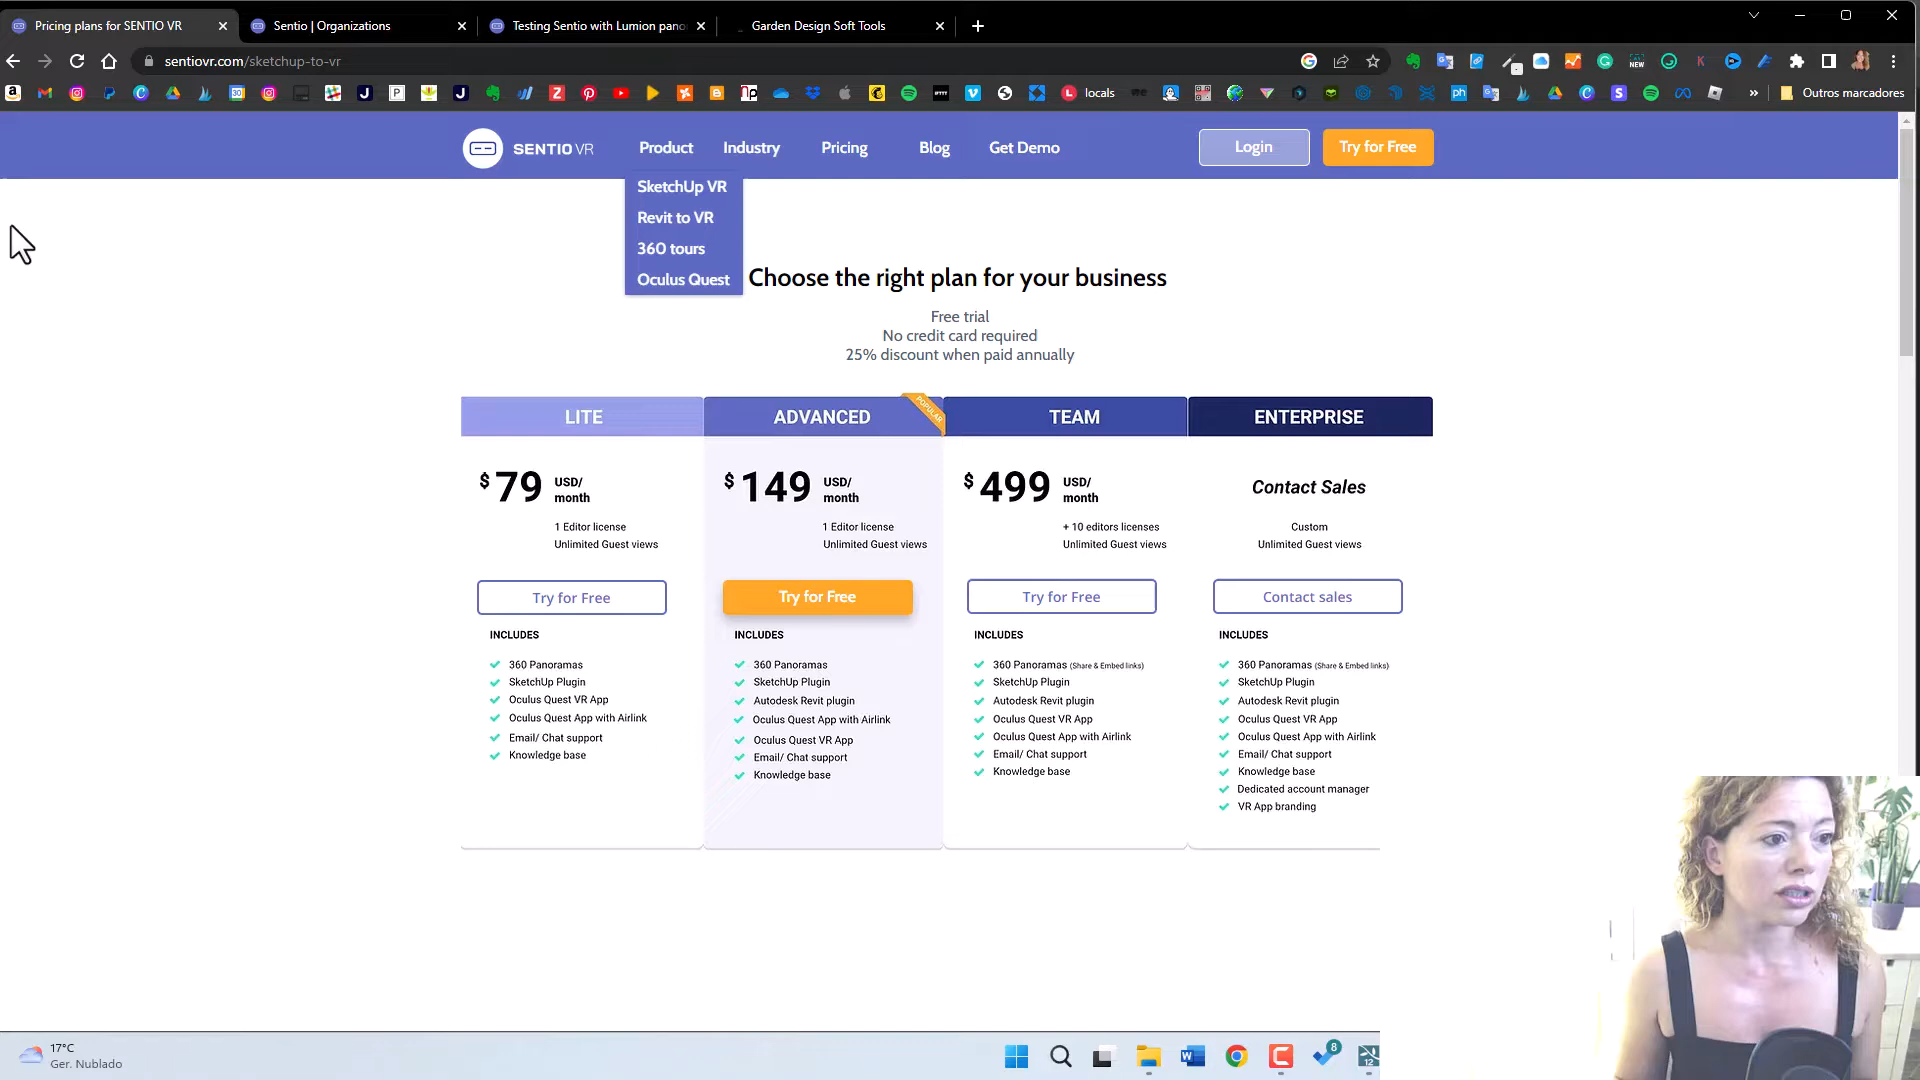 Pricing plans for SENTIO VR
Sentio | Organizations
Testing Sentio with Lumion pano
Garden Design Soft Tools
sentiovr.com/sketchup-to-vr
NEW
locals
Outros marcadores
SENTIO VR
Product
Industry
Pricing
Blog
Get Demo
Login
Try for Free
SketchUp VR
Revit to VR
360 tours
Oculus Quest
Choose the right plan for your business
Free trial
No credit card required
25% discount when paid annually
LITE
$ 79 USD/
month
1 Editor license
Unlimited Guest views
Try for Free
INCLUDES
360 Panoramas
SketchUp Plugin
Oculus Quest VR App
Oculus Quest App with Airlink
Email/ Chat support
Knowledge base
ADVANCED
POPULAR
$ 149 USD/
month
1 Editor license
Unlimited Guest views
Try for Free
INCLUDES
360 Panoramas
SketchUp Plugin
Autodesk Revit plugin
Oculus Quest App with Airlink
Oculus Quest VR App
Email/ Chat support
Knowledge base
TEAM
$ 499 USD/
month
+ 10 editors licenses
Unlimited Guest views
Try for Free
INCLUDES
360 Panoramas (Share & Embed links)
SketchUp Plugin
Autodesk Revit plugin
Oculus Quest VR App
Oculus Quest App with Airlink
Email/ Chat support
Knowledge base
ENTERPRISE
Contact Sales
Custom
Unlimited Guest views
Contact sales
INCLUDES
360 Panoramas (Share & Embed links)
SketchUp Plugin
Autodesk Revit plugin
Oculus Quest VR App
Oculus Quest App with Airlink
Email/ Chat support
Knowledge base
Dedicated account manager
VR App branding
17°C
Ger. Nublado
8
12